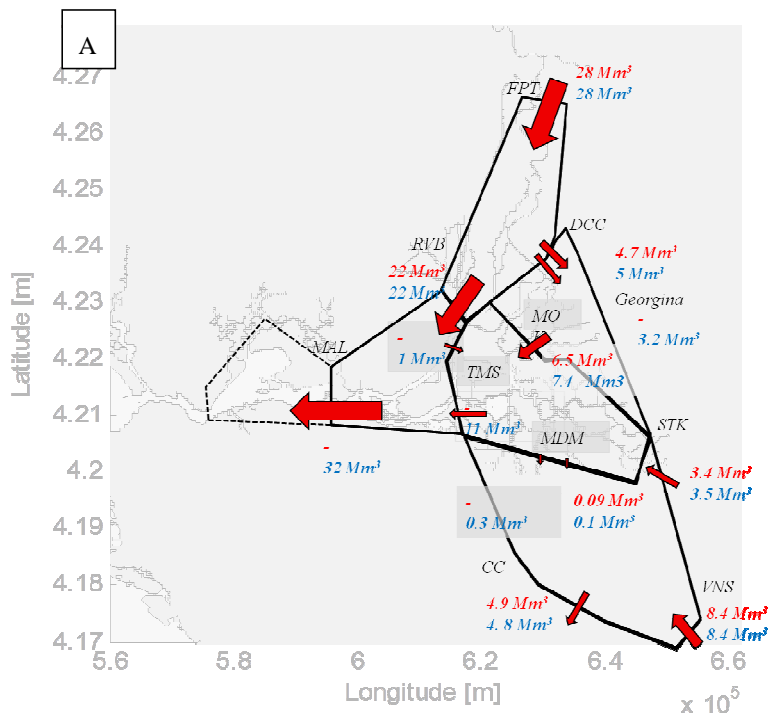 A
4.27
28 Mm³
28 Mm³
FPT
4.26
4.25
4.24
DCC
RVB
4.7 Mm³
5 Mm³
22 Mm³
22 Mm³
4.23
Georgina
-
3.2 Mm³
MO
-
1 Mm³
MAL
4.22
6.5 Mm³
Mm3
TMS
4.21
-
11 Mm³
MDM
STK
-
32 Mm³
4.2
3.4 Mm³
3.5 Mm³
0.09 Mm³
0.1 Mm³
-
0.3 Mm³
4.19
CC
4.18
VNS
4.9 Mm³
4.8 Mm³
8.4 Mm³
8.4 Mm³
4.17
5.6
5.8
6
6.2
6.4
6.6
Longitude [m]
x 10⁵
Latitude [m]